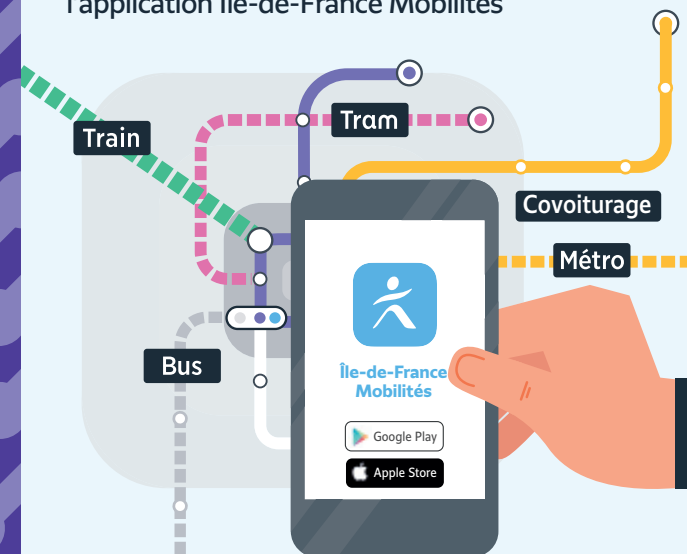 l'application Île-de-France Mobilités
Tram
Train
Covoiturage
Métro
Bus
Île-de-France
Mobilités
Google Play
Apple Store